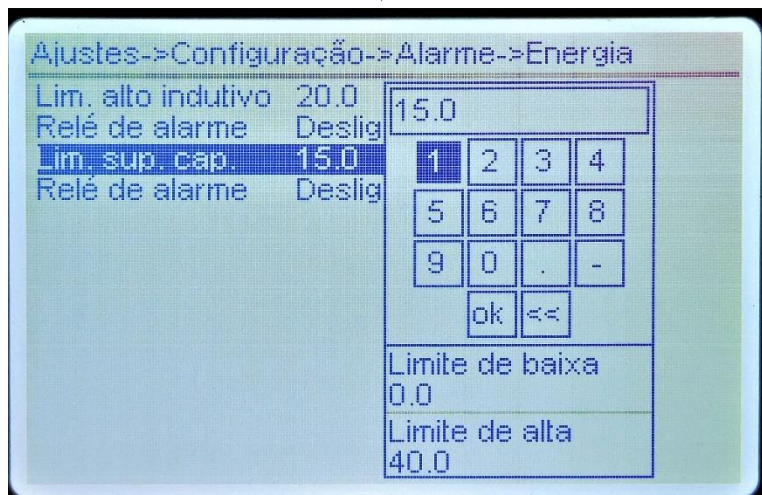 Ajustes->Configuração->Alarme->Energia
Lim. alto indutivo 20.0
Relé de alarme Deslig
Lim. sup. cap. 15.0
Relé de alarme Deslig
15.0
1 2 3 4
5 6 7 8
9 0 . -
ok <<
Limite de baixa
0.0
Limite de alta
40.0